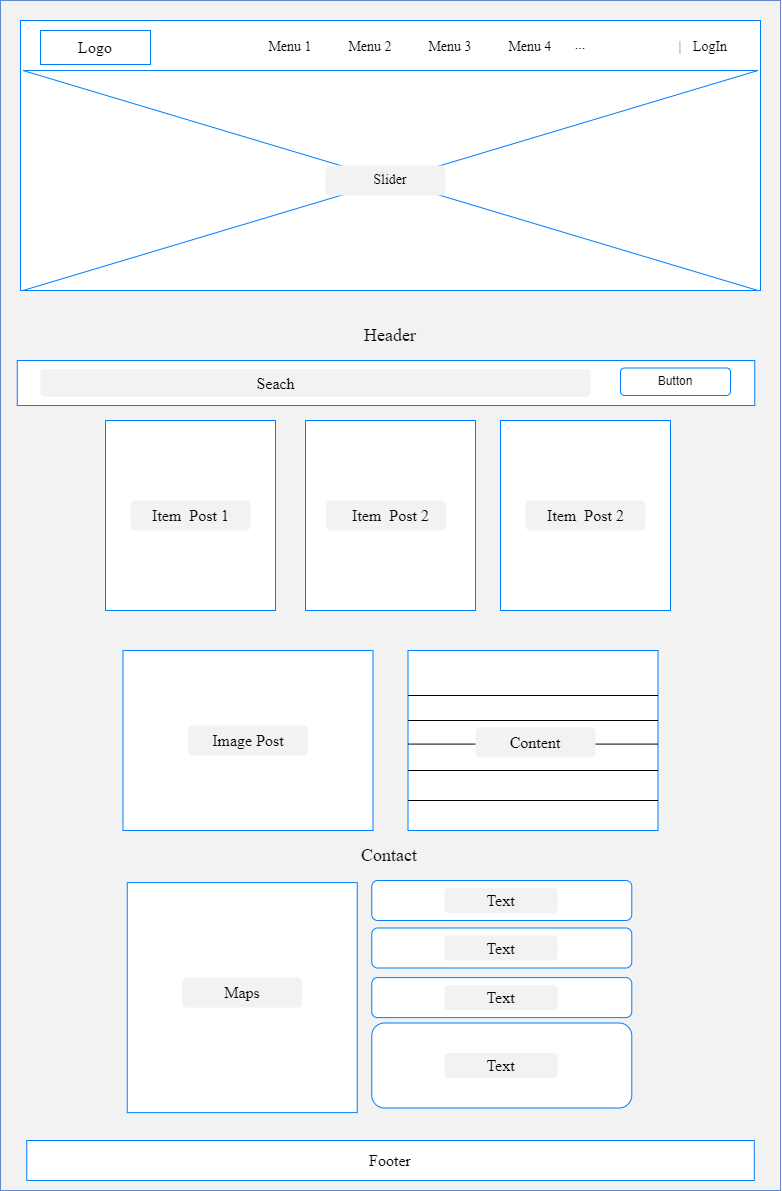 Logo
Menu 1 Menu 2 Menu 3 Menu 4 ... | LogIn
Slider
Header
Seach
Button
Item Post 1
Item Post 2
Item Post 2
Image Post
Content
Contact
Maps
Text
Text
Text
Text
Footer